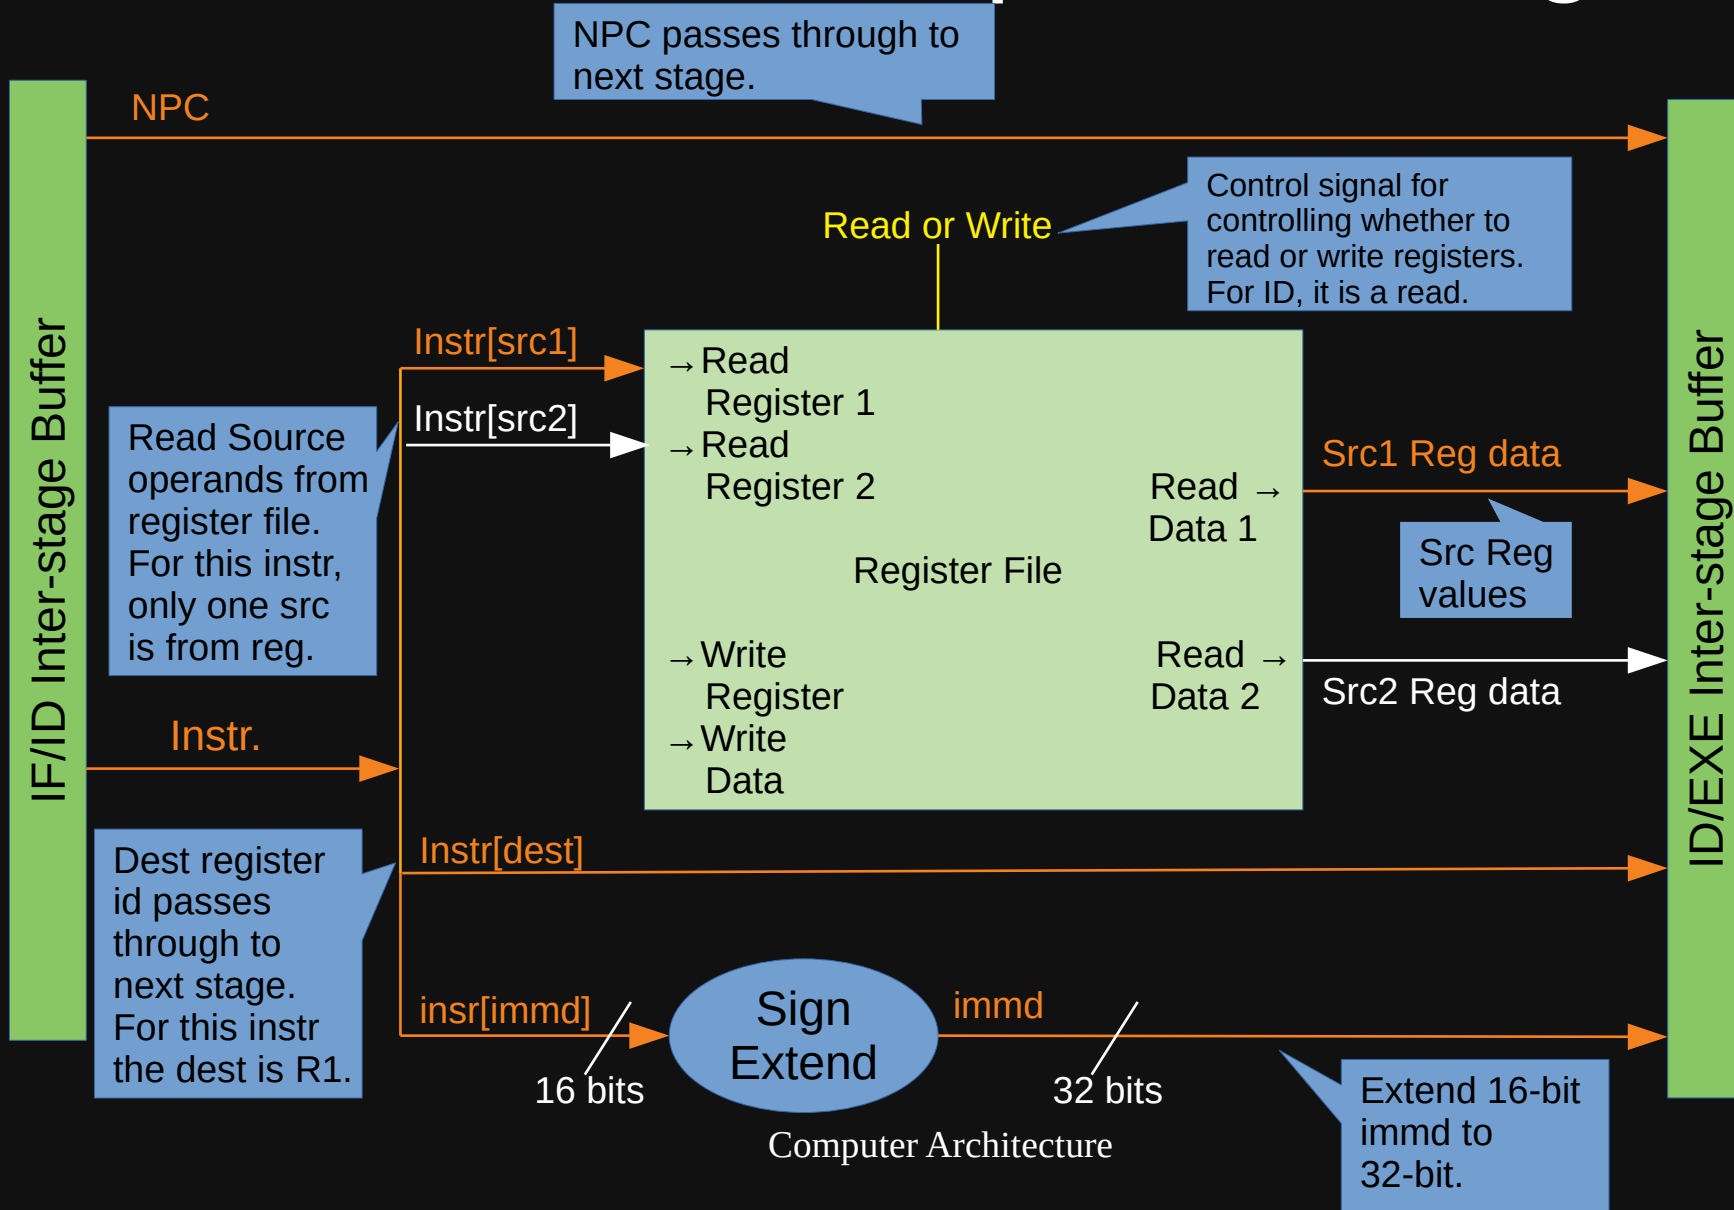 NPC passes through to
next stage.
NPC
Control signal for
controlling whether to
read or write registers.
For ID, it is a read.
Read or Write
IF/ID Inter-stage Buffer
Instr[src1]
Instr[src2]
→Read
Register 1
→Read
Register 2
Read →
Data 1
Register File
→Write
Register
→Write
Data
Read →
Data 2
Src1 Reg data
Src Reg
values
Src2 Reg data
ID/EXE Inter-stage Buffer
Read Source
operands from
register file.
For this instr,
only one src
is from reg.
Instr.
Dest register
id passes
through to
next stage.
For this instr
the dest is R1.
Instr[dest]
insr[immd]
16 bits
Sign
Extend
immd
32 bits
Extend 16-bit
immd to
32-bit.
Computer Architecture